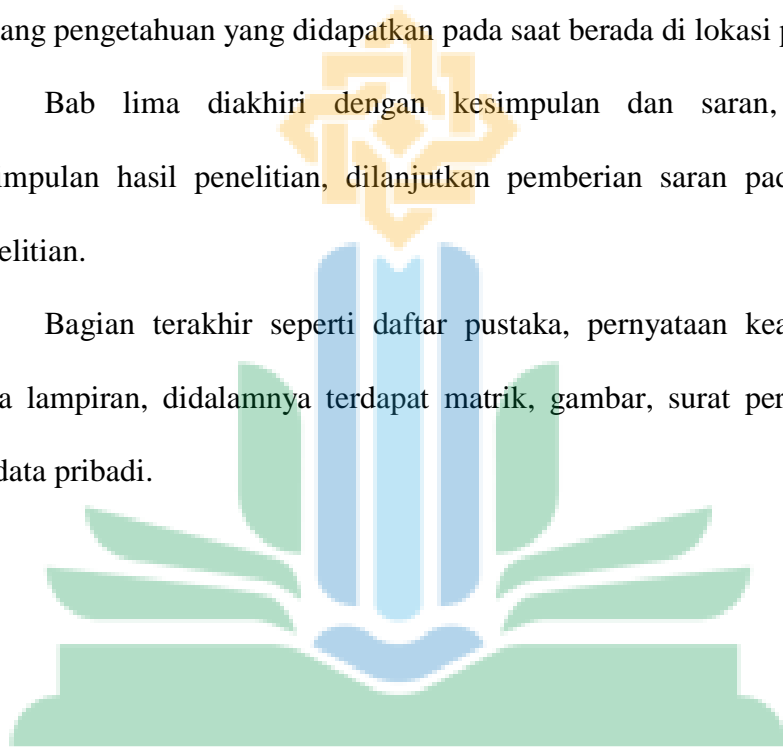 ang pengetahuan yang didapatkan pada saat berada di lokasi p
Bab lima diakhiri dengan kesimpulan dan saran,
impulan hasil penelitian, dilanjutkan pemberian saran pad
elitian.
Bagian terakhir seperti daftar pustaka, pernyataan kea
a lampiran, didalamnya terdapat matrik, gambar, surat per
data pribadi.